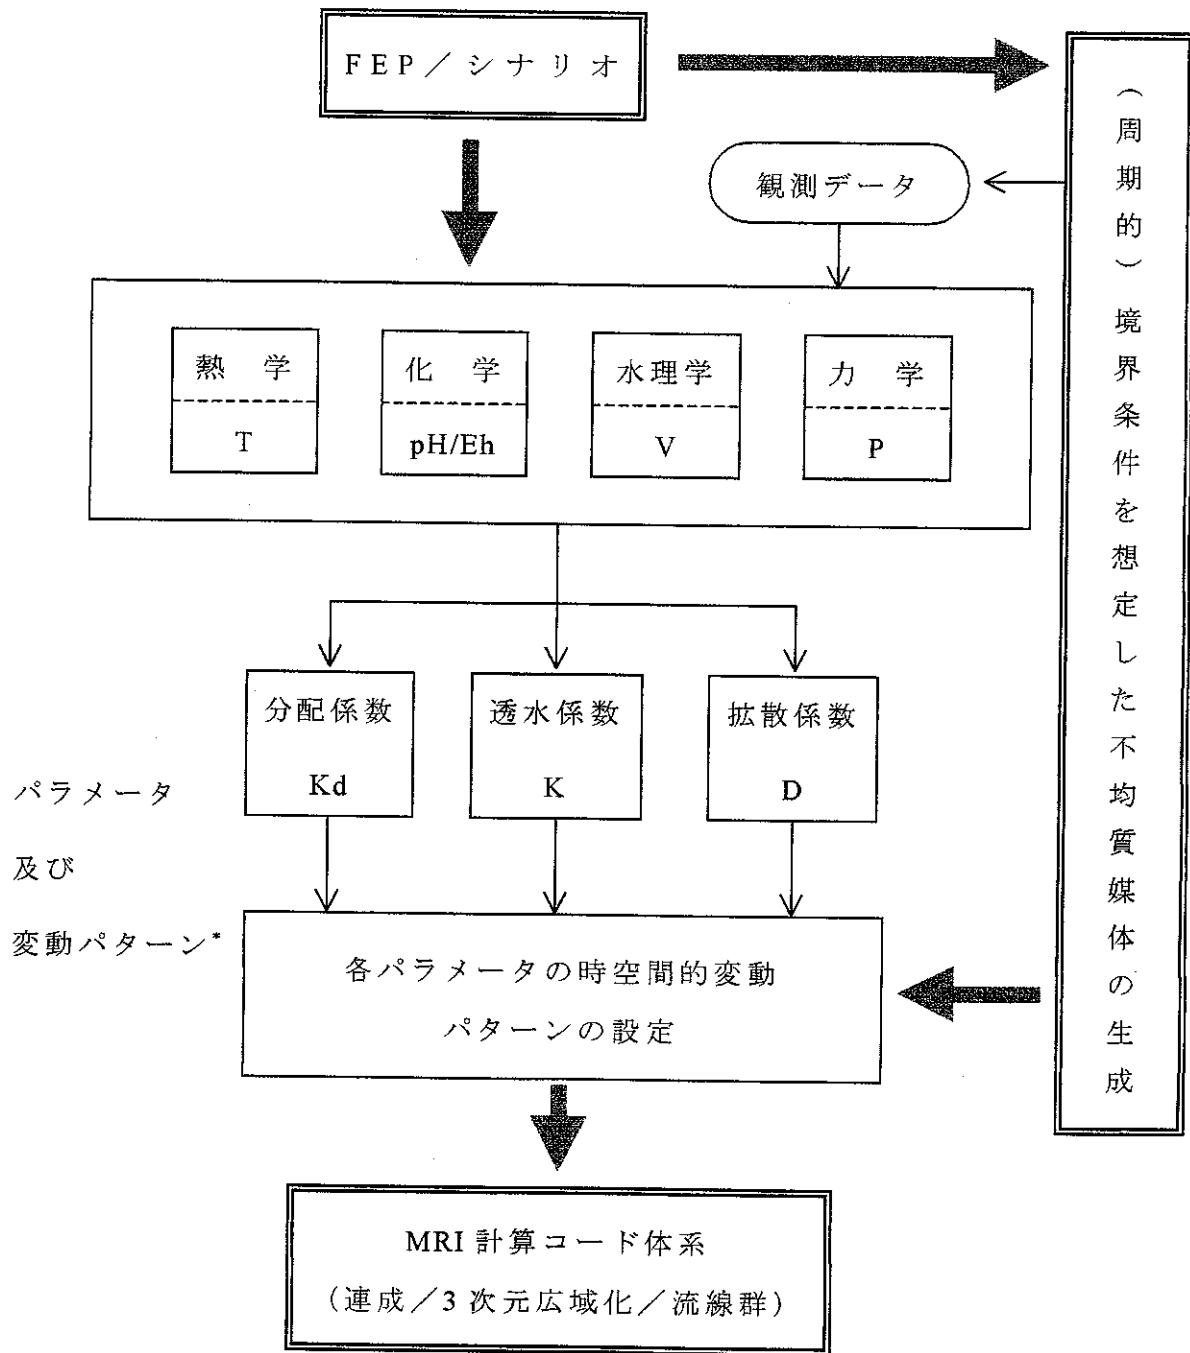 FEP／シナリオ
観測データ
（周期的）境界条件を想定した不均質媒体の生成
熱学
T
化学
pH/Eh
水理学
V
力学
P
分配係数
Kd
透水係数
K
拡散係数
D
パラメータ
及び
変動パターン*
各パラメータの時空間的変動
パターンの設定
MRI計算コード体系
（連成／3次元広域化／流線群）